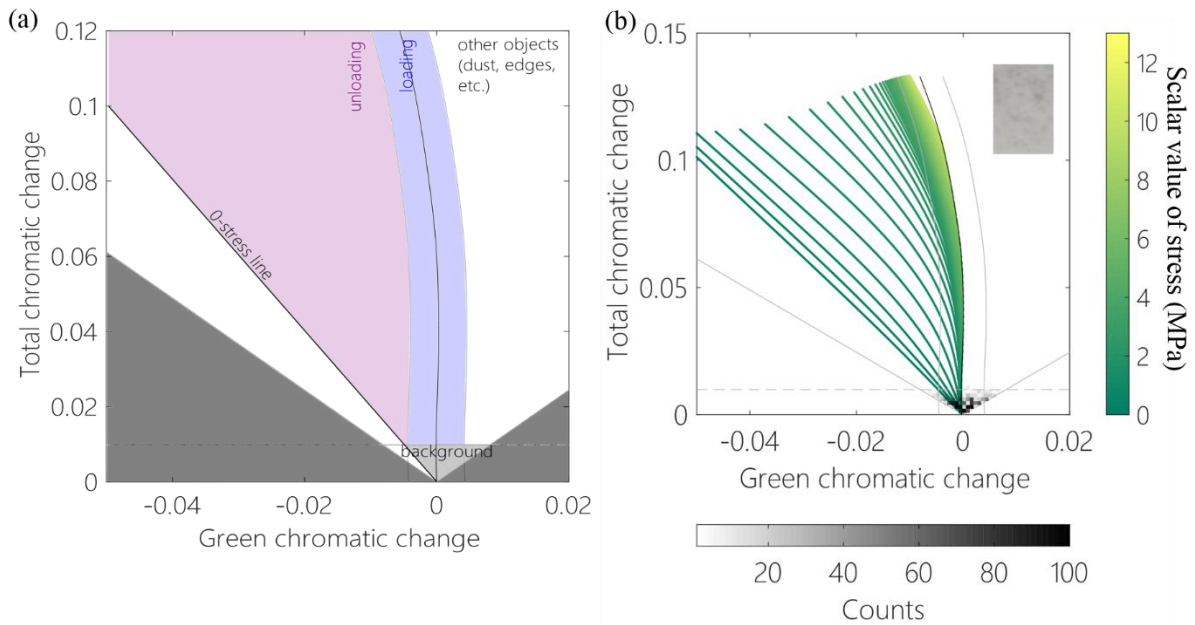 (a)
0.12
0.1
0.08
0.06
0.04
0.02
0
Total chromatic change
-0.04
-0.02
0
0.02
Green chromatic change
unloading
loading
other objects
(dust, edges,
etc.)
0-stress line
background
(b)
0.15
0.1
0.05
0
Total chromatic change
-0.04
-0.02
0
0.02
Green chromatic change
12
10
8
6
4
2
0
Scalar value of stress (MPa)
20
40
60
80
100
Counts